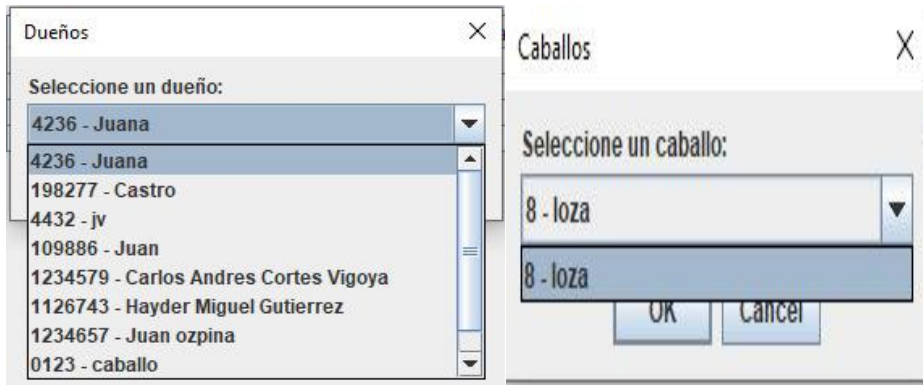 Dueños
Seleccione un dueño:
4236 - Juana
4236 - Juana
198277 - Castro
4432 - jv
109886 - Juan
1234579 - Carlos Andres Cortes Vigoya
1126743 - Hayder Miguel Gutierrez
1234657 - Juan ozpina
0123 - caballo
Caballos
Seleccione un caballo:
8 - loza
8 - loza
OK Cancel